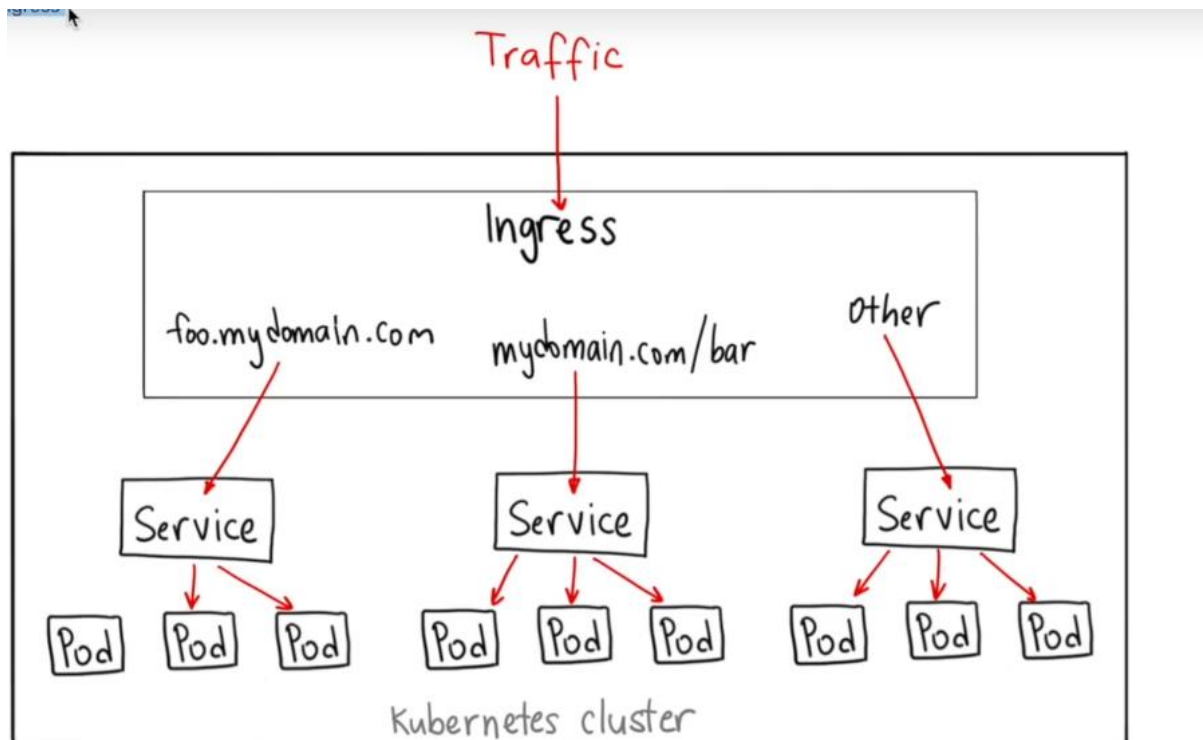 Traffic
Ingress
foo.mydomain.com
mydomain.com/bar
other
Service
Service
Service
Pod
Pod
Pod
Pod
Pod
Pod
Pod
Pod
Pod
Kubernetes cluster